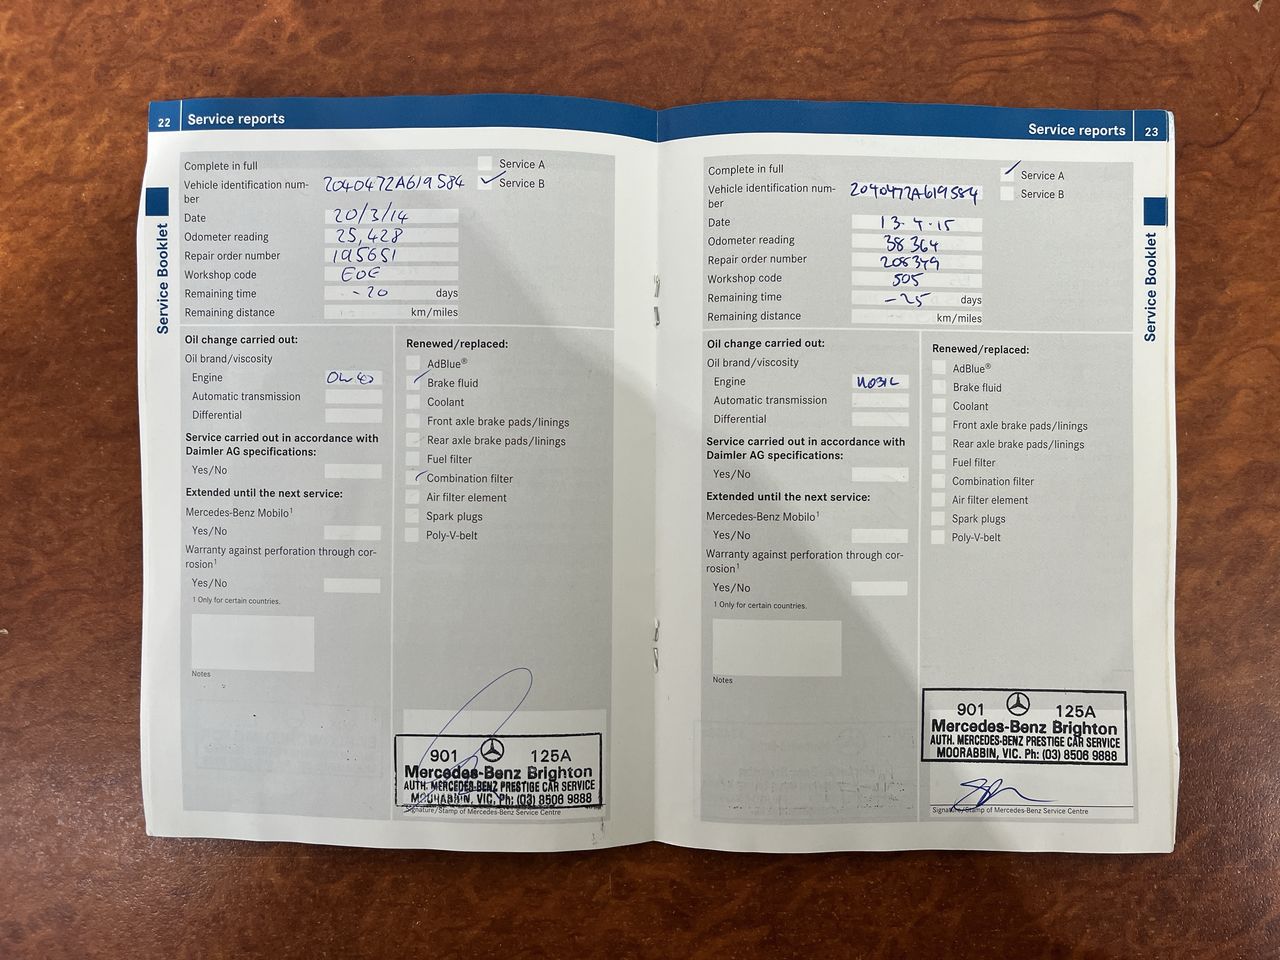 22 Service reports
Complete in full
Service A
Vehicle identification num-
ber
2040472A619584
Service B
Date 20/3/14
Odometer reading 25,428
Repair order number 195651
Workshop code EOE
Remaining time -20 days
Remaining distance km/miles
Oil change carried out:
Oil brand/viscosity
Engine
Automatic transmission
Differential
Service carried out in accordance with
Daimler AG specifications:
Yes/No
Extended until the next service:
Mercedes-Benz Mobilo¹
Yes/No
Warranty against perforation through cor-
rosion¹
Yes/No
1 Only for certain countries.
Notes
Renewed/replaced:
AdBlue®
Brake fluid
Coolant
Front axle brake pads/linings
Rear axle brake pads/linings
Fuel filter
Combination filter
Air filter element
Spark plugs
Poly-V-belt
901 125A
Mercedes-Benz Brighton
AUTH. MERCEDES-BENZ PRESTIGE CAR SERVICE
MOORABBIN, VIC. Ph: (03) 8506 9888
Signature/Stamp of Mercedes-Benz Service Centre
Service Booklet
Service reports 23
Complete in full
Service A
Vehicle identification num-
ber
2040472A619584
Service B
Date 13.4.15
Odometer reading 38364
Repair order number 208379
Workshop code 505
Remaining time -25 days
Remaining distance km/miles
Oil change carried out:
Oil brand/viscosity
Engine MOBIL
Automatic transmission
Differential
Service carried out in accordance with
Daimler AG specifications:
Yes/No
Extended until the next service:
Mercedes-Benz Mobilo¹
Yes/No
Warranty against perforation through cor-
rosion¹
Yes/No
1 Only for certain countries.
Notes
Renewed/replaced:
AdBlue®
Brake fluid
Coolant
Front axle brake pads/linings
Rear axle brake pads/linings
Fuel filter
Combination filter
Air filter element
Spark plugs
Poly-V-belt
901 125A
Mercedes-Benz Brighton
AUTH. MERCEDES-BENZ PRESTIGE CAR SERVICE
MOORABBIN, VIC. Ph: (03) 8506 9888
Signature/Stamp of Mercedes-Benz Service Centre
Service Booklet